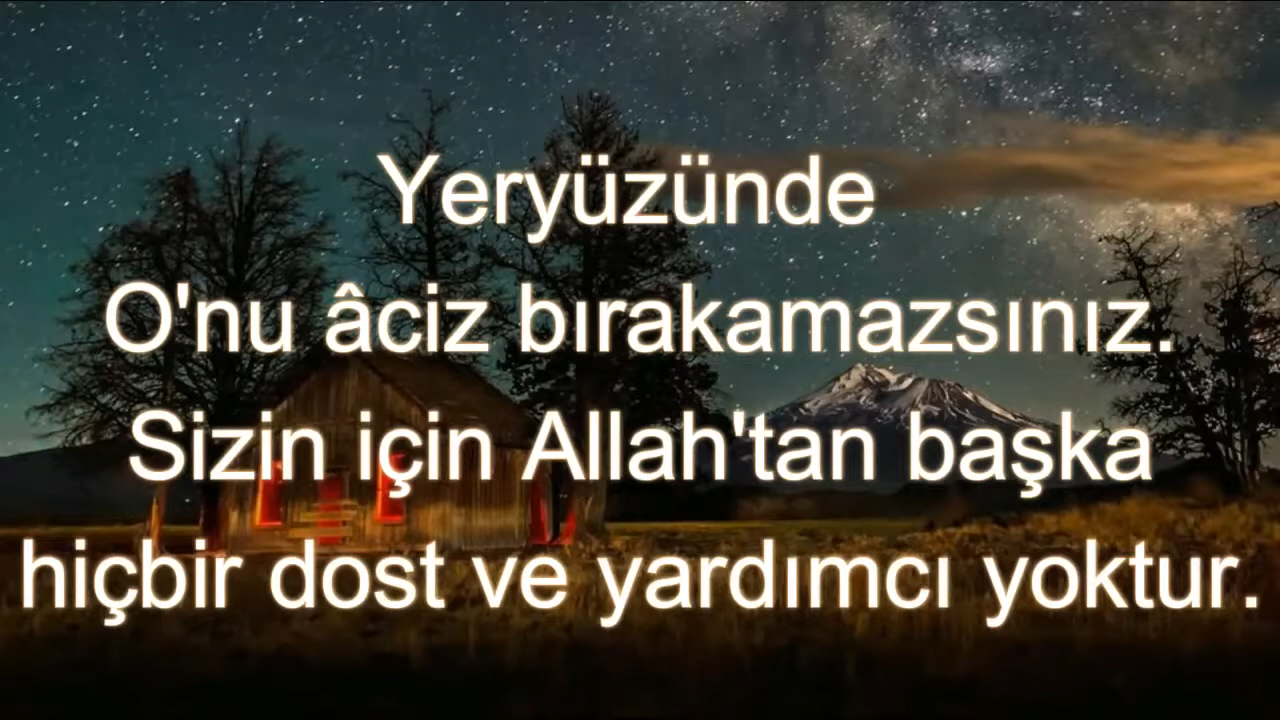 Yeryüzünde
O'nu âciz bırakamazsınız.
Sizin için Allah'tan başka
hiçbir dost ve yardımcı yoktur.